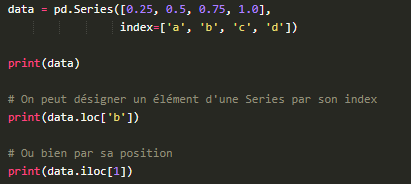 data = pd.Series([0.25, 0.5, 0.75, 1.0],
                 index=['a', 'b', 'c', 'd'])
print(data)
# On peut désigner un élément d'une Series par son index
print(data.loc['b'])
# Ou bien par sa position
print(data.iloc[1])